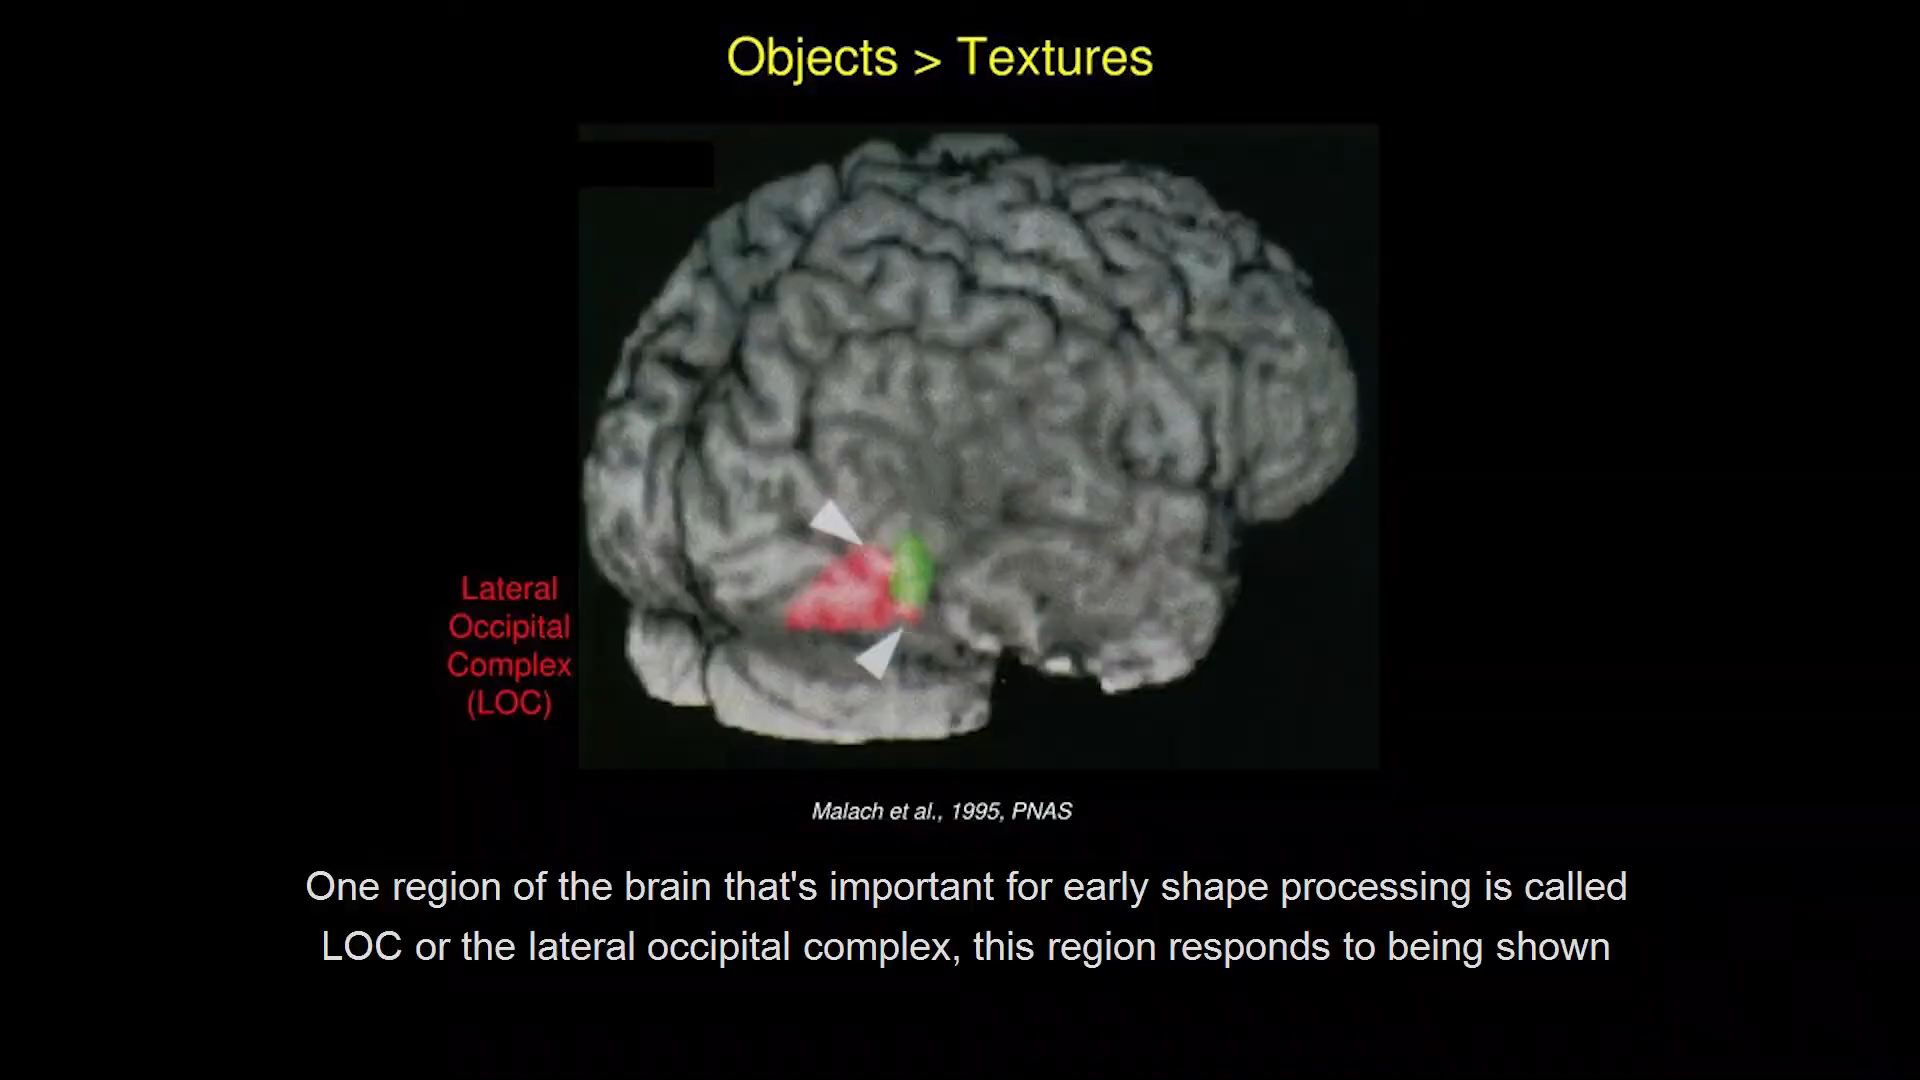 Objects > Textures
Lateral
Occipital
Complex
(LOC)
Malach et al., 1995, PNAS
One region of the brain that's important for early shape processing is called
LOC or the lateral occipital complex, this region responds to being shown